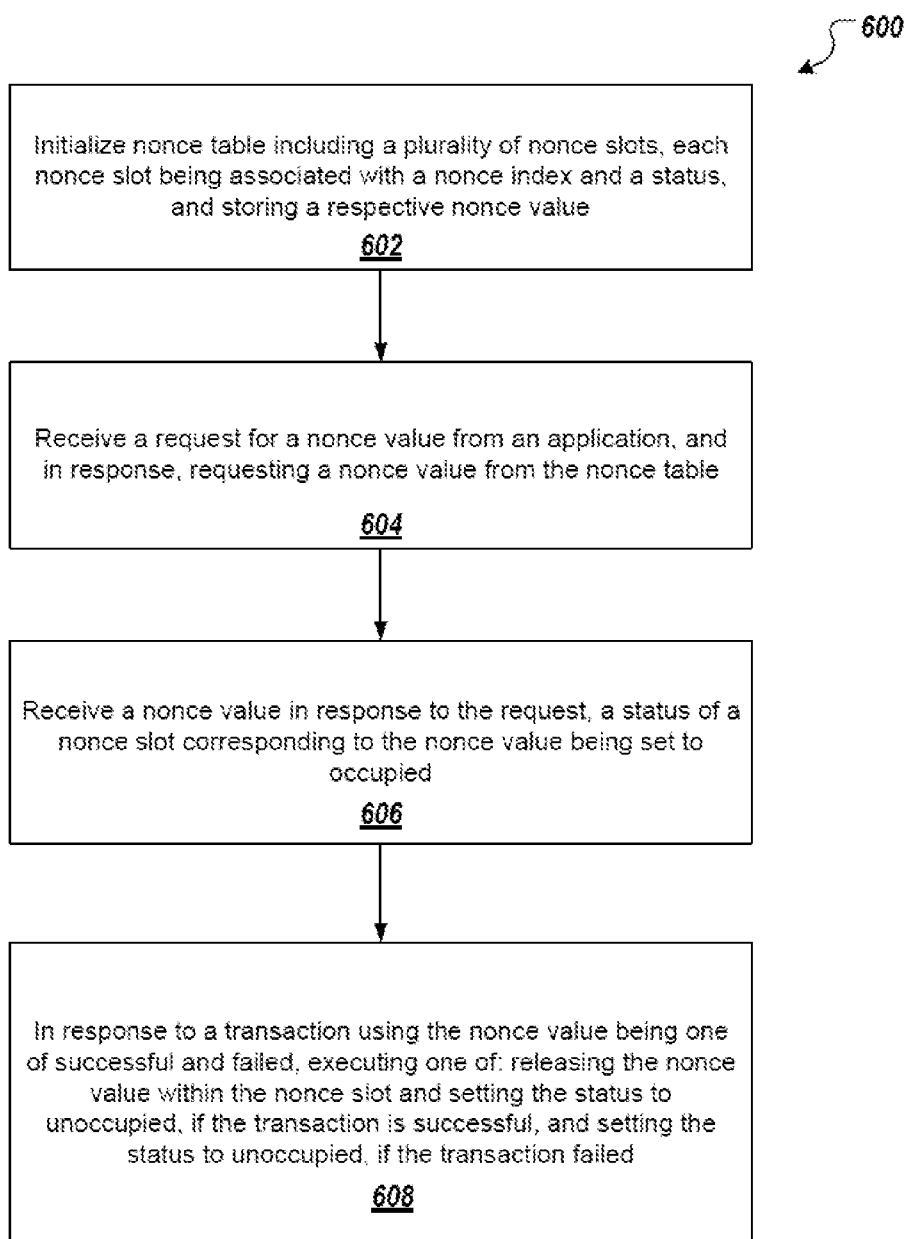 600
Initialize nonce table including a plurality of nonce slots, each
nonce slot being associated with a nonce index and a status,
and storing a respective nonce value
602
Receive a request for a nonce value from an application, and
in response, requesting a nonce value from the nonce table
604
Receive a nonce value in response to the request, a status of a
nonce slot corresponding to the nonce value being set to
occupied
606
In response to a transaction using the nonce value being one
of successful and failed, executing one of: releasing the nonce
value within the nonce slot and setting the status to
unoccupied, if the transaction is successful, and setting the
status to unoccupied, if the transaction failed
608